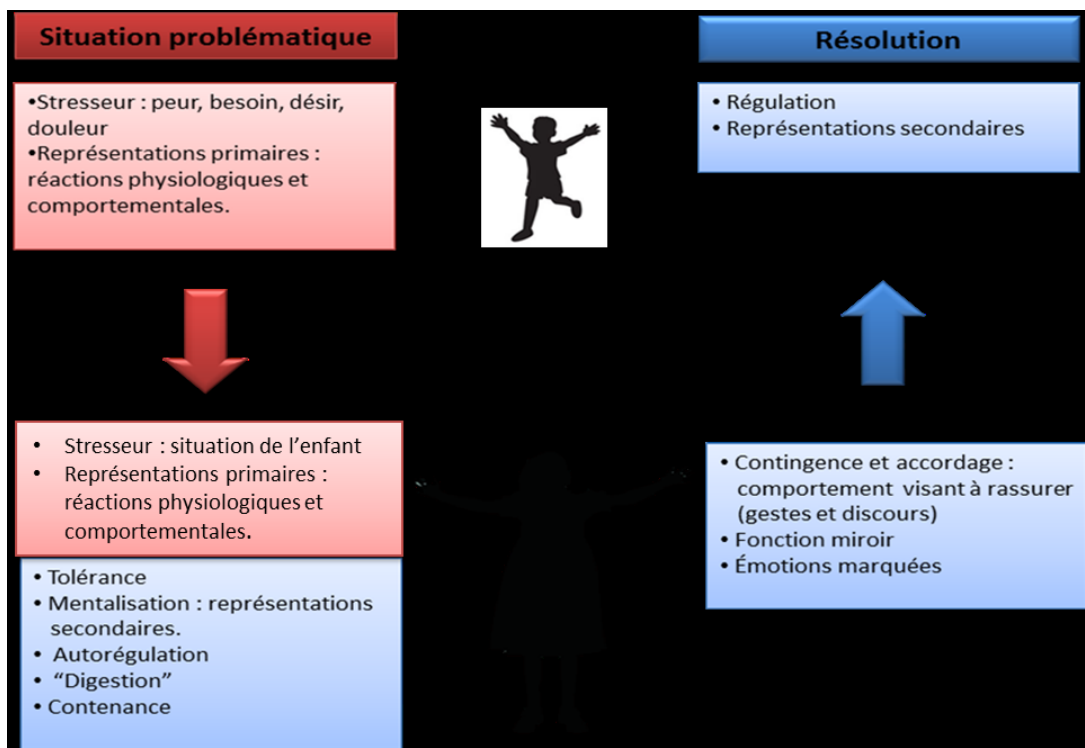 Situation problématique
•Stresseur : peur, besoin, désir,
douleur
•Représentations primaires :
réactions physiologiques et
comportementales.
• Stresseur : situation de l’enfant
• Représentations primaires :
réactions physiologiques et
comportementales.
• Tolérance
• Mentalisation : représentations
secondaires.
• Autorégulation
• “Digestion”
• Contenance
Résolution
• Régulation
• Représentations secondaires
• Contingence et accordage :
comportement visant à rassurer
(gestes et discours)
• Fonction miroir
• Émotions marquées